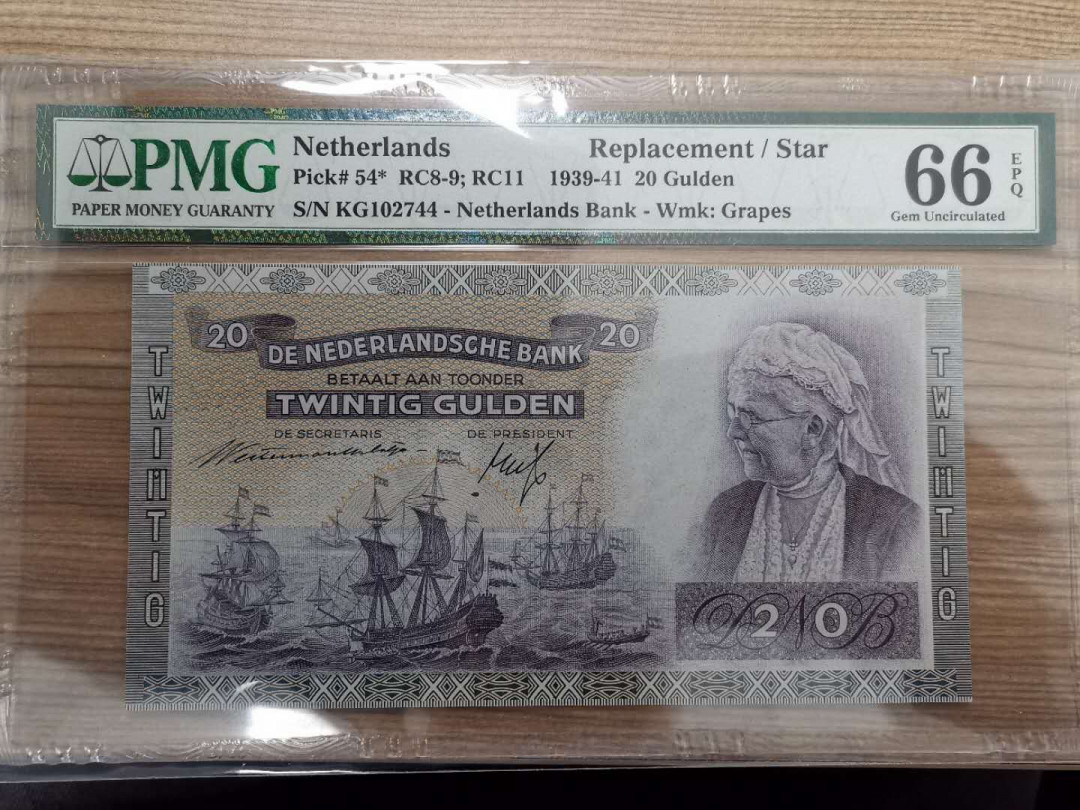 PMG
PAPER MONEY GUARANTY
Netherlands Replacement / Star
Pick# 54* RC8-9; RC11 1939-41 20 Gulden
S/N KG102744 - Netherlands Bank - Wmk: Grapes
66 EPQ
Gem Uncirculated
20 DE NEDERLANDSCHE BANK 20
BETAALT AAN TOONDER
TWINTIG GULDEN
DE SECRETARIS DE PRESIDENT
TWINTIG
TWINTIG
DNB
20